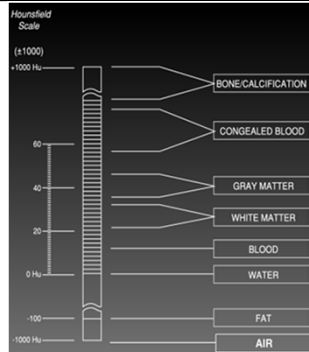 Hounsfield
Scale
(±1000)
+1000 Hu
BONE/CALCIFICATION
CONGEALED BLOOD
60
40
GRAY MATTER
WHITE MATTER
20
BLOOD
0 Hu
WATER
-100
FAT
-1000 Hu
AIR